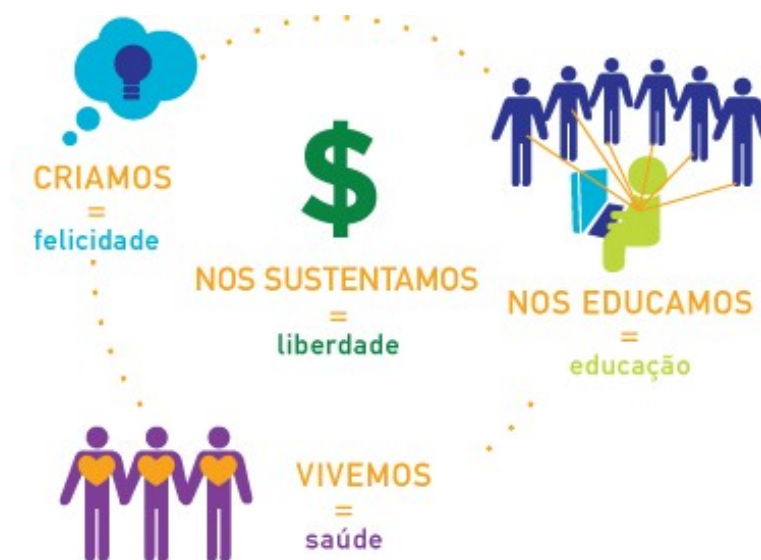 CRIAMOS
=
felicidade
$
NOS SUSTENTAMOS
=
liberdade
NOS EDUCAMOS
=
educação
VIVEMOS
=
saúde